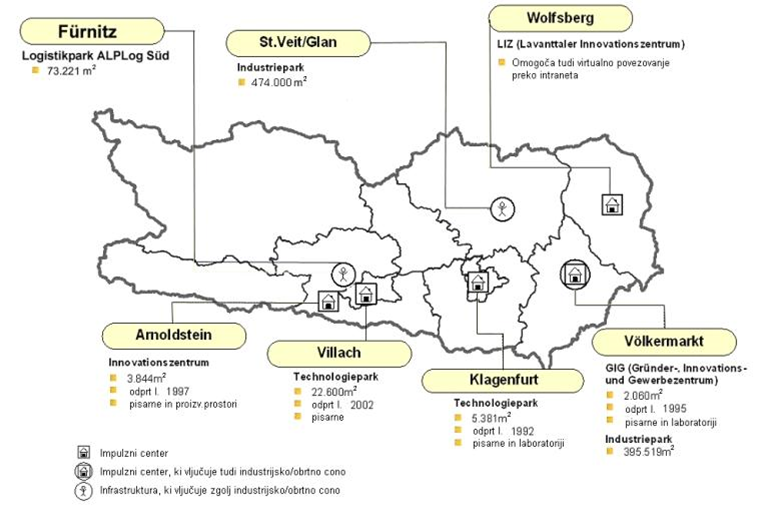 Fürnitz
Logistikpark ALPLog Süd
73.221 m²
St.Veit/Glan
Industriepark
474.000 m²
Wolfsberg
LIZ (Lavanttaler Innovationszentrum)
Omogoča tudi virtualno povezovanje
preko intraneta
Arnoldstein
Innovationszentrum
3.844m²
odprt l. 1997
pisarne in proizv.prostori
Villach
Technologiepark
22.600m²
odprt l. 2002
pisarne
Klagenfurt
Technologiepark
5.381m²
odprt l. 1992
pisarne in laboratoriji
Völkermarkt
GIG (Gründer-, Innovations-
und Gewerbezentrum)
2.060m²
odprt l. 1995
pisarne in laboratoriji
Industriepark
395.519m²
Impulzni center
Impulzni center, ki vljučuje tudi industrijsko/obrtno cono
Infrastruktura, ki vljučuje zgolj industrijsko/obrtno cono